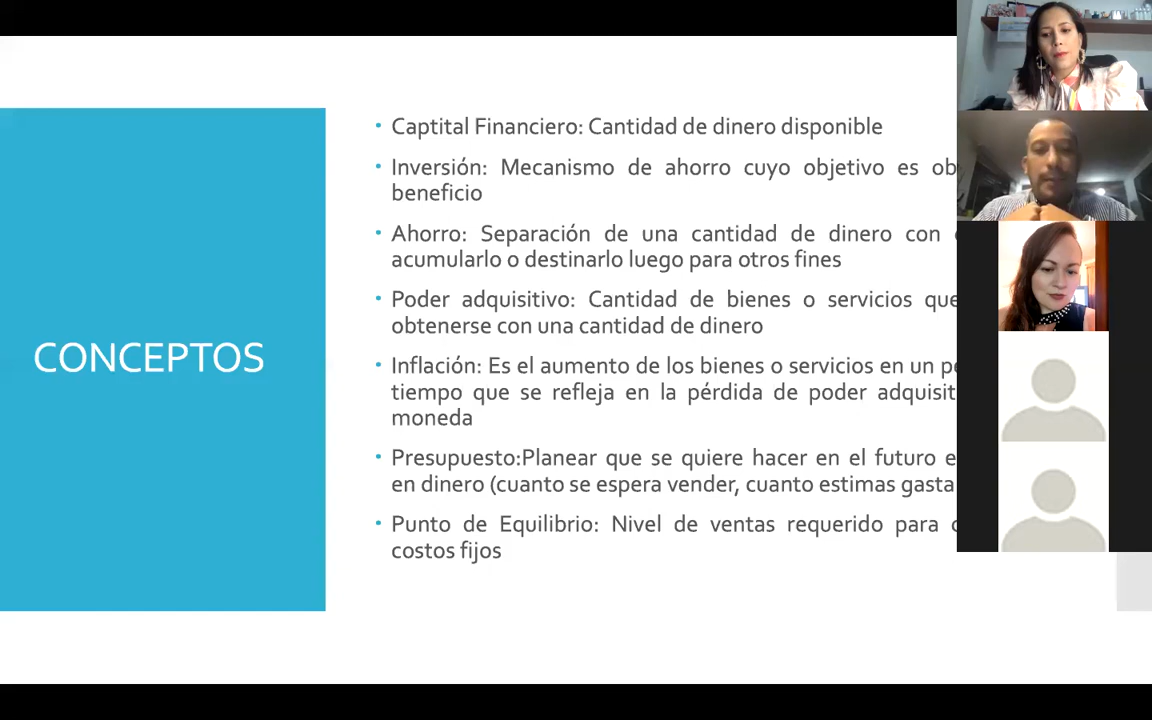 CONCEPTOS
• Captital Financiero: Cantidad de dinero disponible
• Inversión: Mecanismo de ahorro cuyo objetivo es
beneficio
• Ahorro: Separación de una cantidad de dinero con
acumularlo o destinarlo luego para otros fines
• Poder adquisitivo: Cantidad de bienes o servicios que
obtenerse con una cantidad de dinero
• Inflación: Es el aumento de los bienes o servicios en un
tiempo que se refleja en la pérdida de poder
moneda
• Presupuesto:Planear que se quiere hacer en el futuro
en dinero (cuanto se espera vender, cuanto estimas
• Punto de Equilibrio: Nivel de ventas requerido para
costos fijos